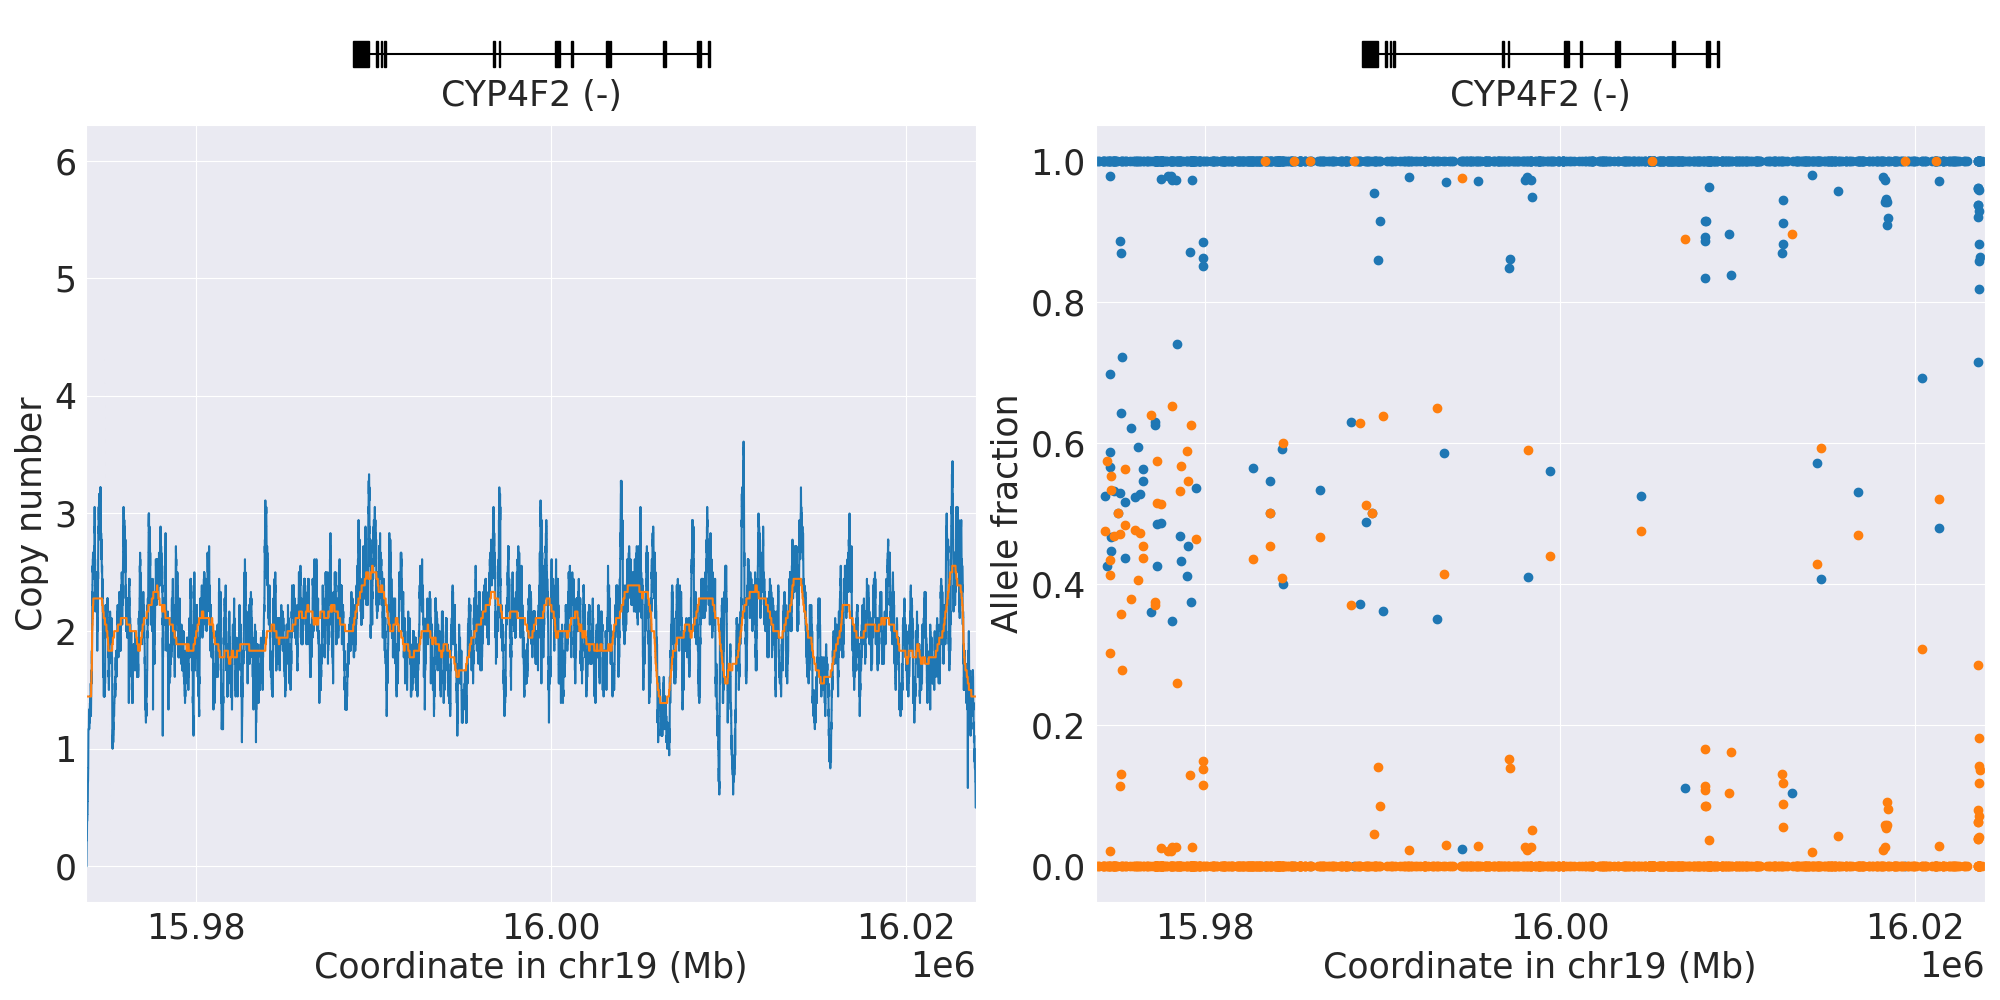 CYP4F2 (-)
6
5
4
3
2
1
0
Copy number
15.98
16.00
16.02
Coordinate in chr19 (Mb)
1e6
CYP4F2 (-)
1.0
0.8
0.6
0.4
0.2
0.0
Allele fraction
15.98
16.00
16.02
Coordinate in chr19 (Mb)
1e6